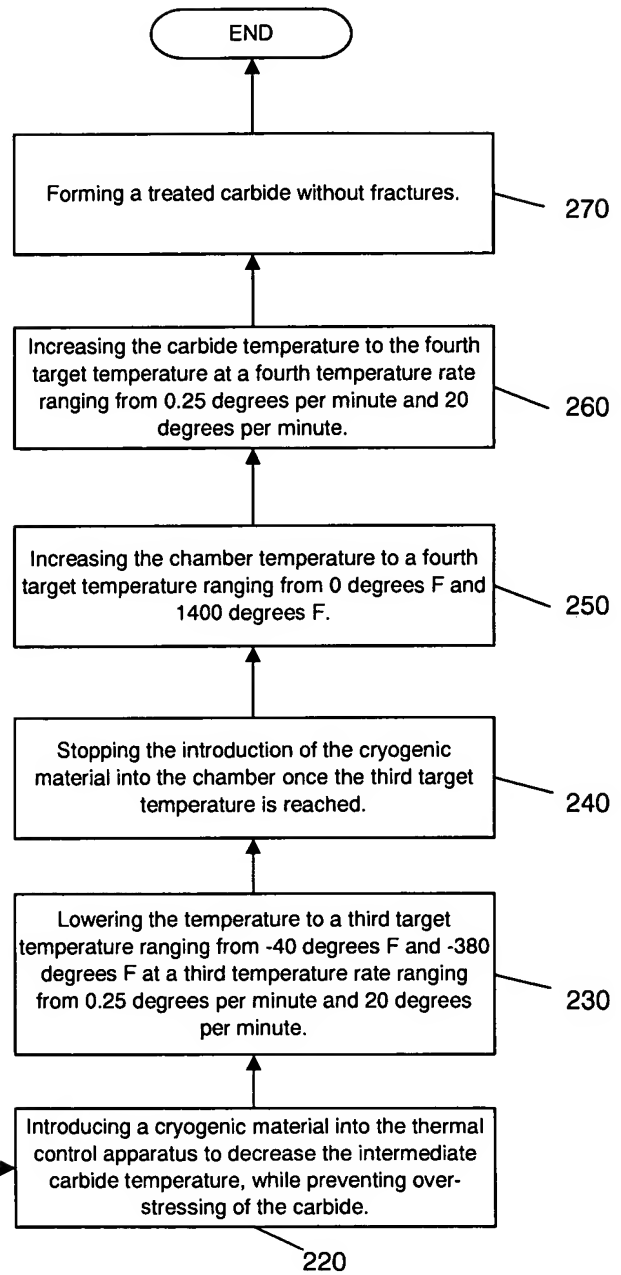 END
Forming a treated carbide without fractures.
270
Increasing the carbide temperature to the fourth
target temperature at a fourth temperature rate
ranging from 0.25 degrees per minute and 20
degrees per minute.
260
Increasing the chamber temperature to a fourth
target temperature ranging from 0 degrees F and
1400 degrees F.
250
Stopping the introduction of the cryogenic
material into the chamber once the third target
temperature is reached.
240
Lowering the temperature to a third target
temperature ranging from -40 degrees F and -380
degrees F at a third temperature rate ranging
from 0.25 degrees per minute and 20 degrees
per minute.
230
Introducing a cryogenic material into the thermal
control apparatus to decrease the intermediate
carbide temperature, while preventing over-
stressing of the carbide.
220